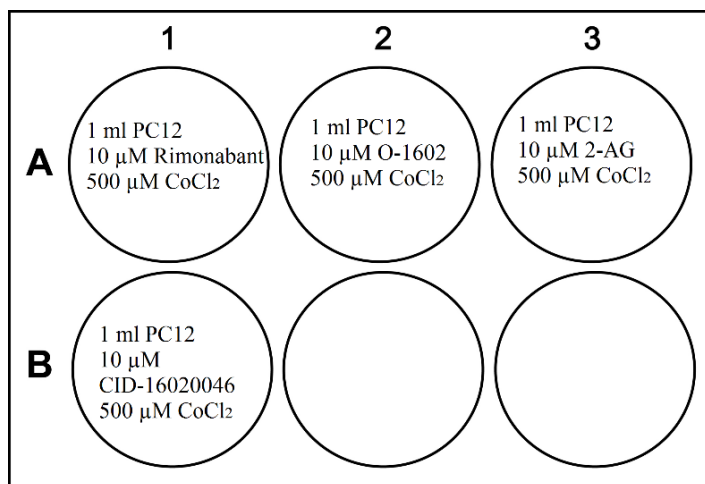 1
2
3
A
1 ml PC12
10 µM Rimonabant
500 µM CoCl₂
1 ml PC12
10 µM O-1602
500 µM CoCl₂
1 ml PC12
10 µM 2-AG
500 µM CoCl₂
B
1 ml PC12
10 µM
CID-16020046
500 µM CoCl₂